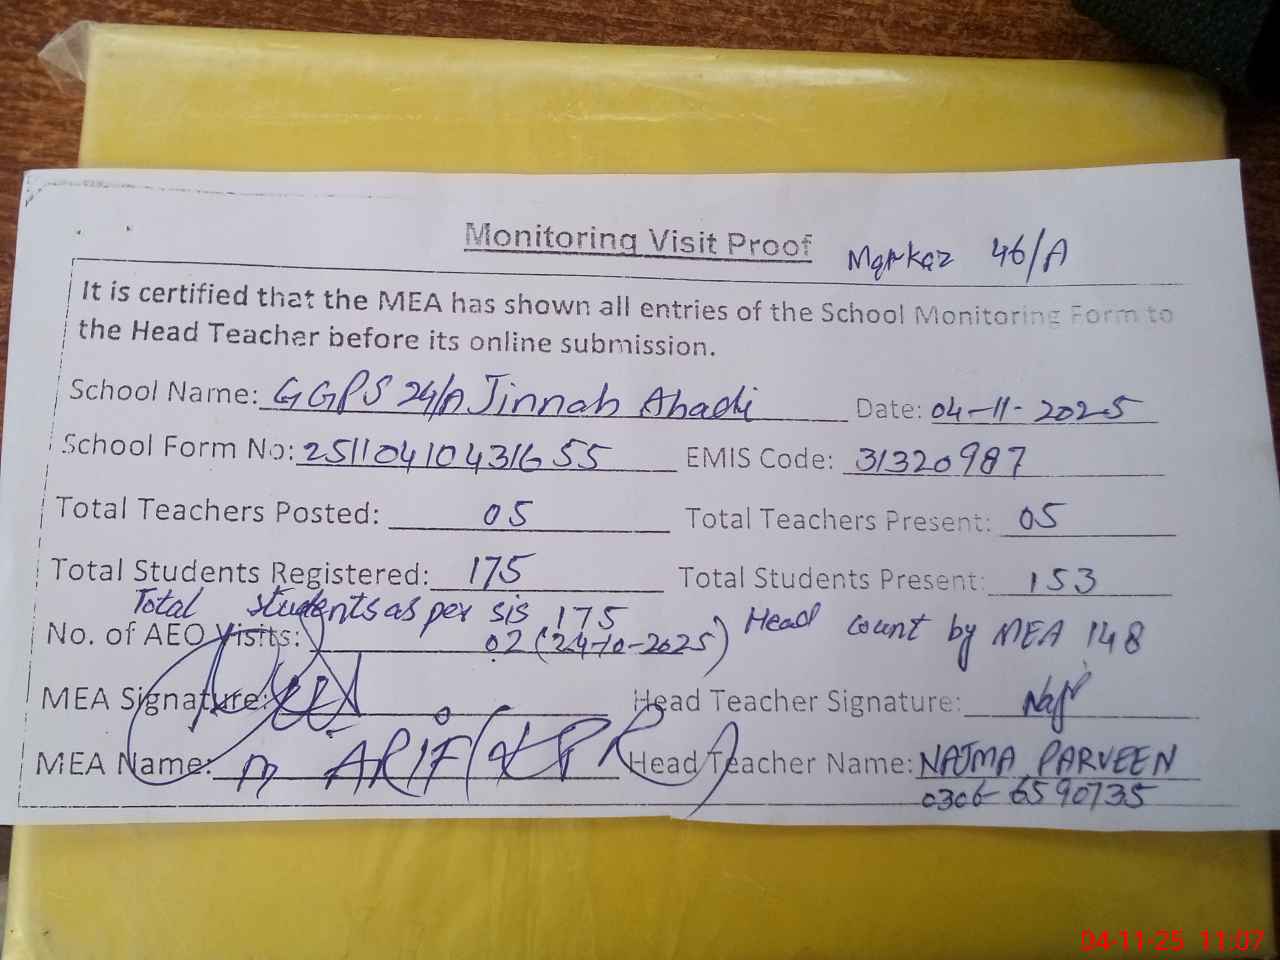 Monitoring Visit Proof Markaz 46/A
It is certified that the MEA has shown all entries of the School Monitoring Form to
the Head Teacher before its online submission.
School Name: GGPS 24/A Jinnah Abadi Date: 04-11-2025
School Form No: 25110410431655 EMIS Code: 31320987
Total Teachers Posted: 05 Total Teachers Present: 05
Total Students Registered: 175 Total Students Present: 153
Total students as per sis 175 Head count by MEA 148
No. of AEO Visits: 02 (24-10-2025)
MEA Signature: Head Teacher Signature:
MEA Name: M ARIF Head Teacher Name: NAJMA PARVEEN
0306-6590735
04-11-25 11:07